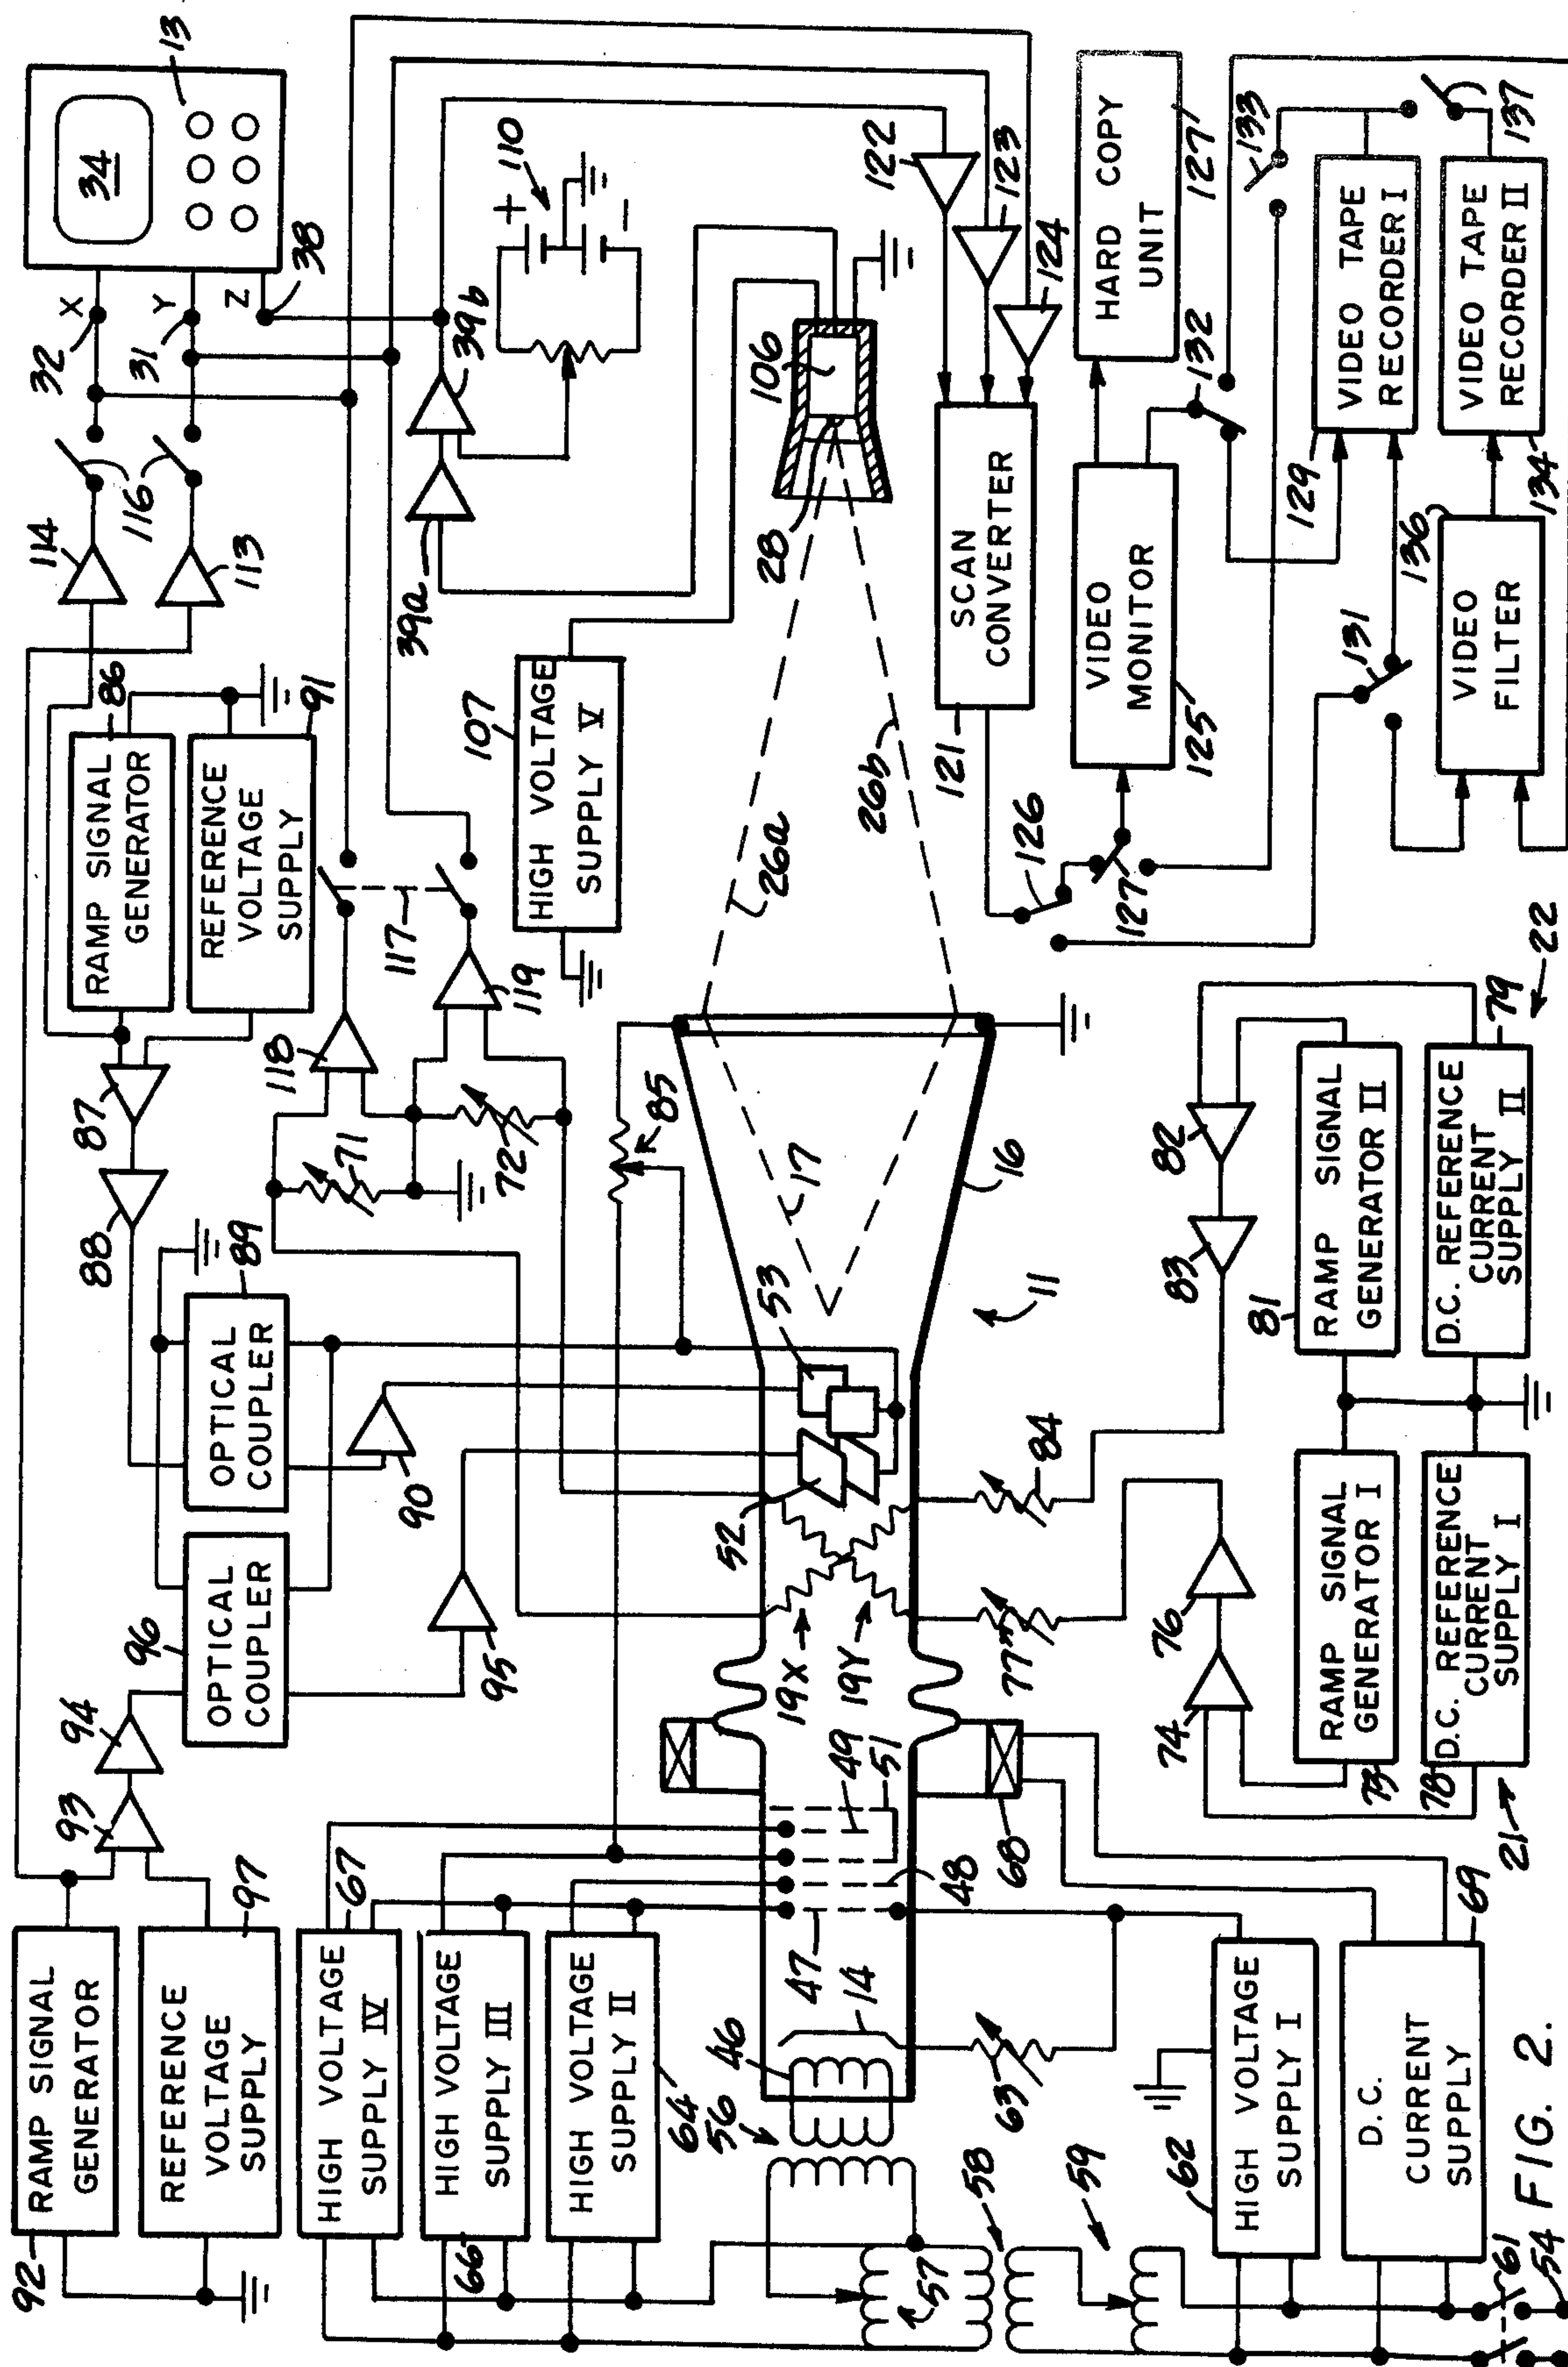 34
13
X
Y
Z
32
31
38
114
113
116
39a
39b
+
−
110
RAMP SIGNAL
GENERATOR
86
REFERENCE
VOLTAGE
SUPPLY
91
87
88
118
117
119
71
72
85
HIGH VOLTAGE
SUPPLY V
107
OPTICAL
COUPLER
89
90
OPTICAL
COUPLER
96
95
94
93
RAMP SIGNAL
GENERATOR
92
REFERENCE
VOLTAGE
SUPPLY
97
HIGH VOLTAGE
SUPPLY IV
67
HIGH VOLTAGE
SUPPLY III
66
HIGH VOLTAGE
SUPPLY II
64
56
46
14
47
48
49
51
19X
19Y
52
53
17
16
11
26a
26b
28
106
122
123
124
SCAN
CONVERTER
121
HARD COPY
UNIT
127'
VIDEO
MONITOR
125
126
127
132
133
VIDEO TAPE
RECORDER I
129
VIDEO TAPE
RECORDER II
134
137
VIDEO
FILTER
136
131
22
79
82
83
84
81
RAMP SIGNAL
GENERATOR II
D.C. REFERENCE
CURRENT
SUPPLY II
RAMP SIGNAL
GENERATOR I
73
D.C. REFERENCE
CURRENT
SUPPLY I
78
21
74
76
77
68
69
63
58
57
59
62
HIGH VOLTAGE
SUPPLY I
D.C.
CURRENT
SUPPLY
61
54
FIG. 2.